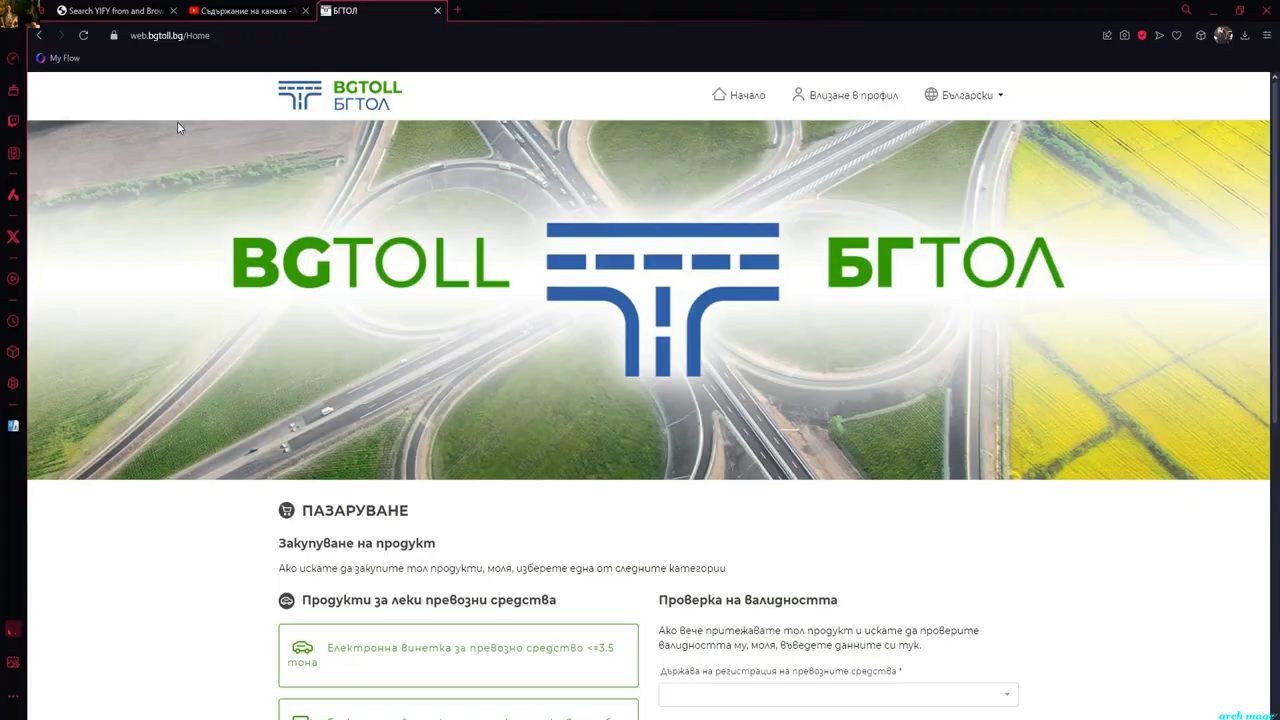 Search YIFY from and Brow
Съдържание на канала -
БГТОЛ
web.bgtoll.bg/Home
My Flow
BGTOLL
БГТОЛ
Начало
Влизане в профил
Български
BGTOLL
БГТОЛ
ПАЗАРУВАНЕ
Закупуване на продукт
Ако искате да закупите тол продукти, моля, изберете една от следните категории
Продукти за леки превозни средства
Електронна винетка за превозно средство <=3.5
тона
Проверка на валидността
Ако вече притежавате тол продукт и искате да проверите
валидността му, моля, въведете данните си тук.
Държава на регистрация на превозните средства *